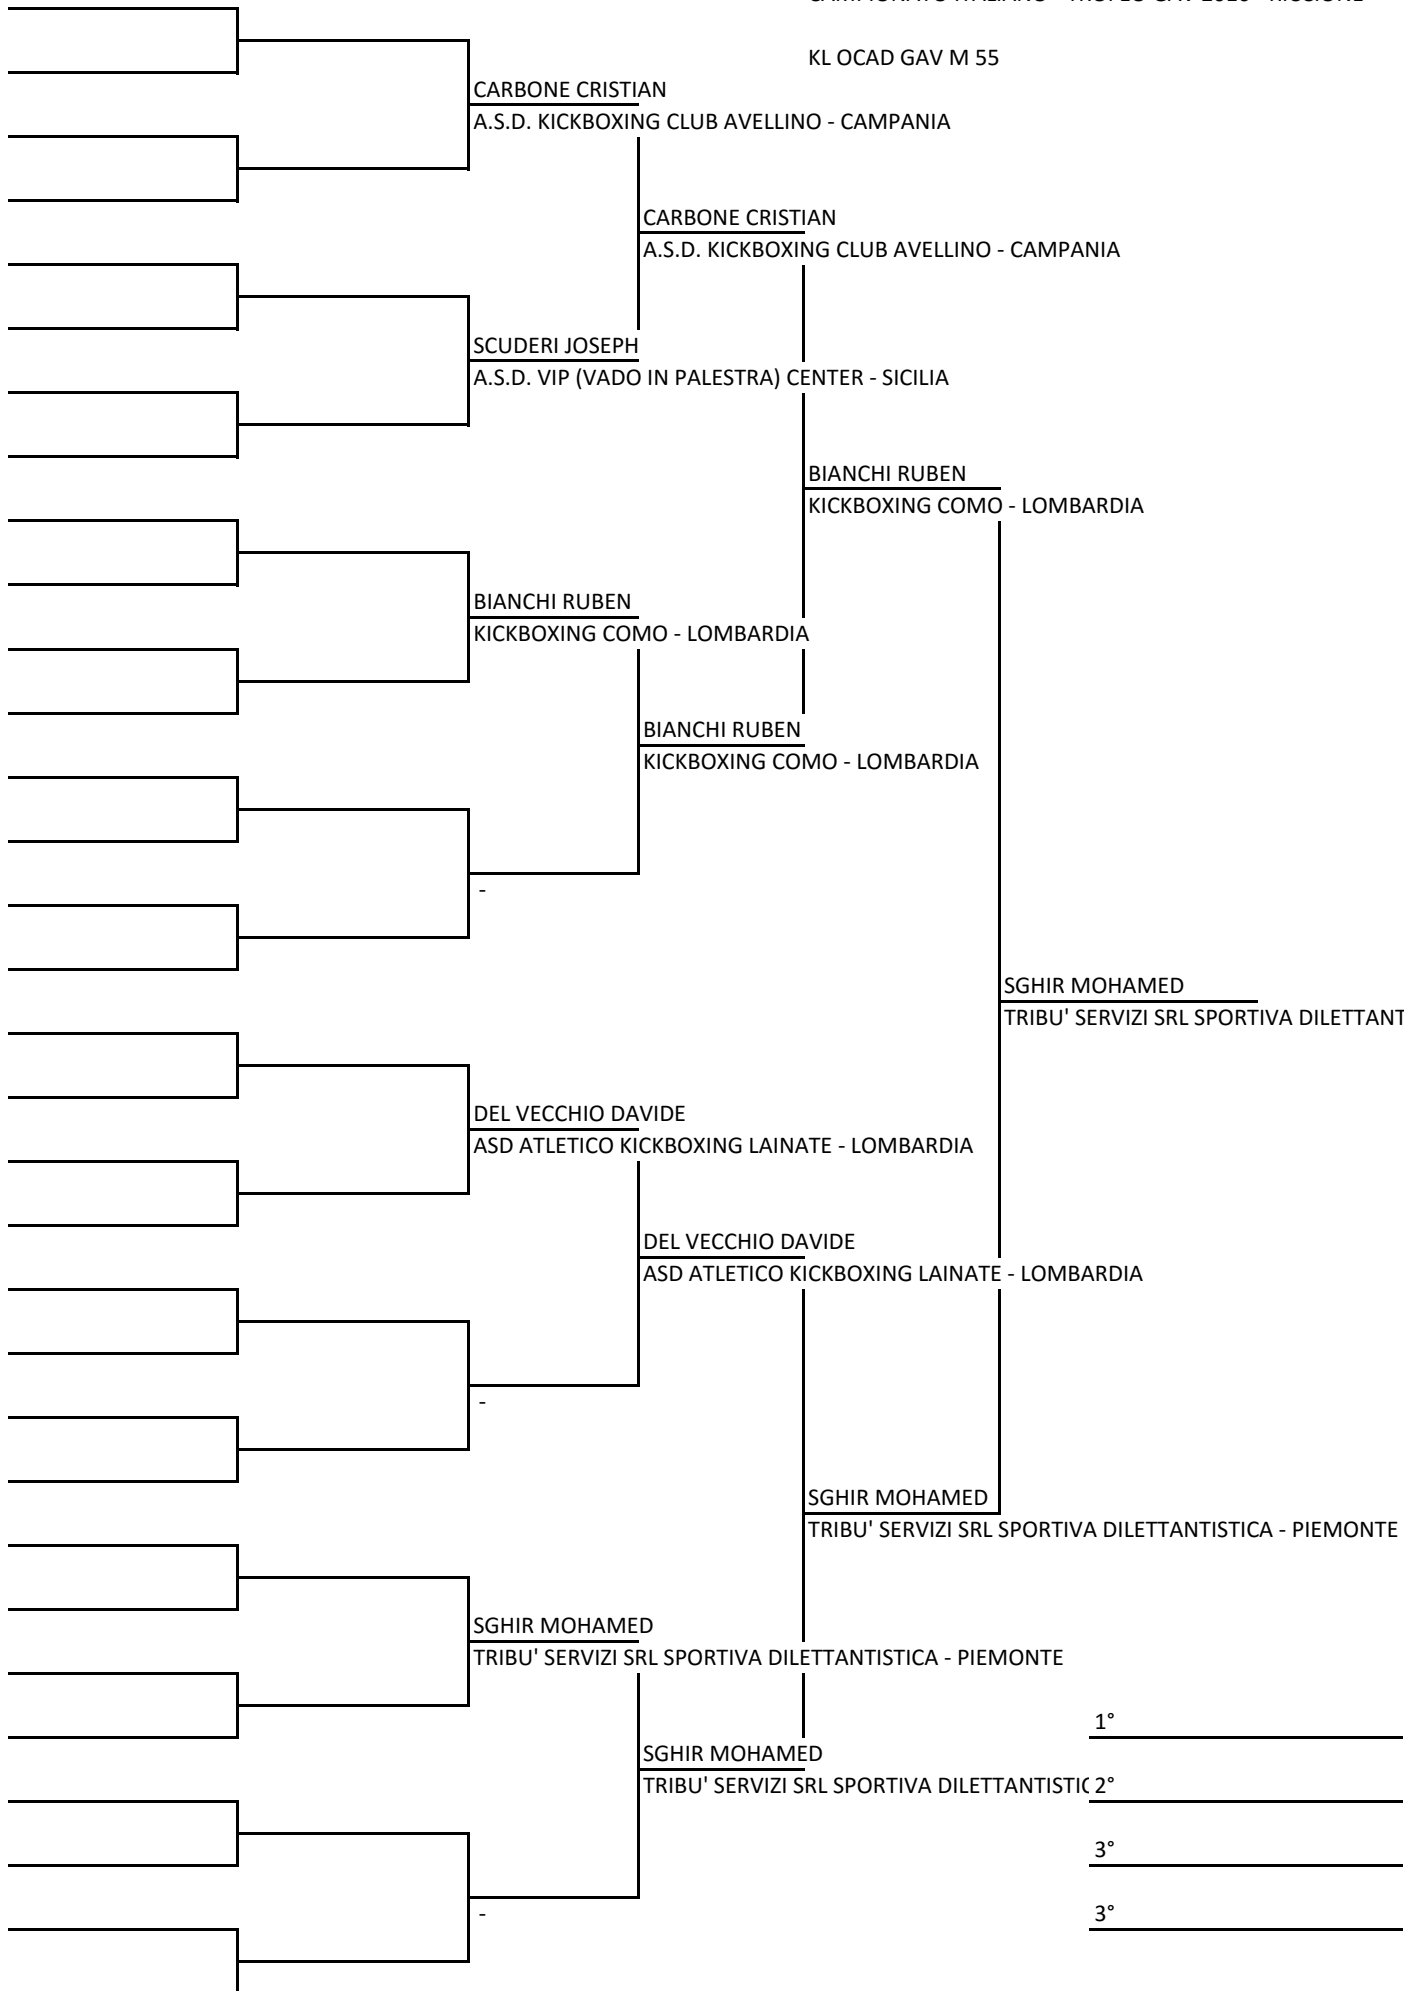 KL OCAD GAV M 55
CARBONE CRISTIAN
A.S.D. KICKBOXING CLUB AVELLINO - CAMPANIA
CARBONE CRISTIAN
A.S.D. KICKBOXING CLUB AVELLINO - CAMPANIA
SCUDERI JOSEPH
A.S.D. VIP (VADO IN PALESTRA) CENTER - SICILIA
BIANCHI RUBEN
KICKBOXING COMO - LOMBARDIA
BIANCHI RUBEN
KICKBOXING COMO - LOMBARDIA
BIANCHI RUBEN
KICKBOXING COMO - LOMBARDIA
-
SGHIR MOHAMED
TRIBU' SERVIZI SRL SPORTIVA DILETTANT
DEL VECCHIO DAVIDE
ASD ATLETICO KICKBOXING LAINATE - LOMBARDIA
DEL VECCHIO DAVIDE
ASD ATLETICO KICKBOXING LAINATE - LOMBARDIA
-
SGHIR MOHAMED
TRIBU' SERVIZI SRL SPORTIVA DILETTANTISTICA - PIEMONTE
SGHIR MOHAMED
TRIBU' SERVIZI SRL SPORTIVA DILETTANTISTICA - PIEMONTE
1°
SGHIR MOHAMED
TRIBU' SERVIZI SRL SPORTIVA DILETTANTISTIC 2°
3°
-
3°